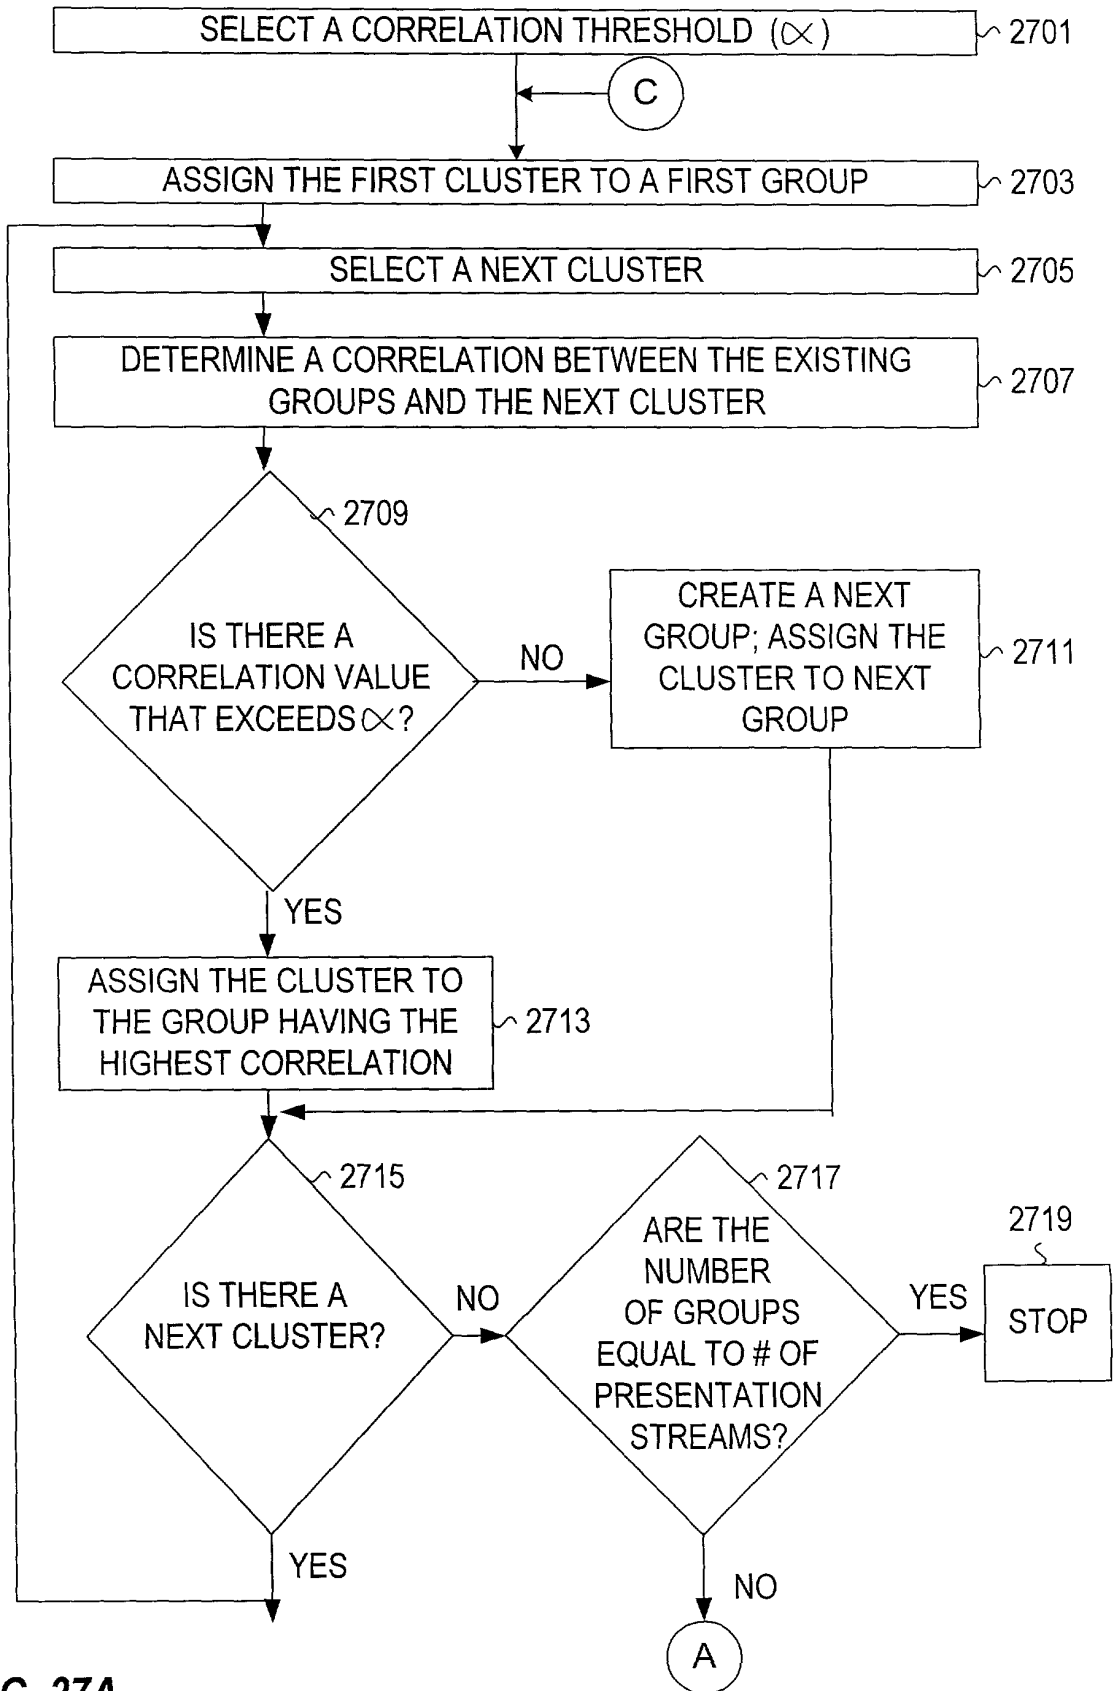 SELECT A CORRELATION THRESHOLD (∝)
2701
C
ASSIGN THE FIRST CLUSTER TO A FIRST GROUP
2703
SELECT A NEXT CLUSTER
2705
DETERMINE A CORRELATION BETWEEN THE EXISTING
GROUPS AND THE NEXT CLUSTER
2707
2709
IS THERE A
CORRELATION VALUE
THAT EXCEEDS ∝?
NO
CREATE A NEXT
GROUP; ASSIGN THE
CLUSTER TO NEXT
GROUP
2711
YES
ASSIGN THE CLUSTER TO
THE GROUP HAVING THE
HIGHEST CORRELATION
2713
2715
IS THERE A
NEXT CLUSTER?
NO
YES
2717
ARE THE
NUMBER
OF GROUPS
EQUAL TO # OF
PRESENTATION
STREAMS?
YES
2719
STOP
NO
A
27A